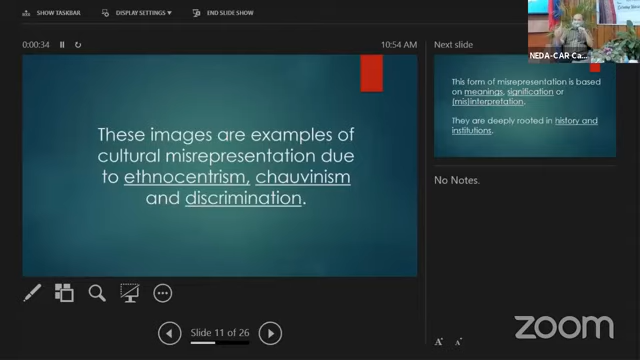 SHOW TASKBAR
DISPLAY SETTINGS ▾
END SLIDE SHOW
0:00:34
10:54 AM
These images are examples of
cultural misrepresentation due
to ethnocentrism, chauvinism
and discrimination.
Slide 11 of 26
Next slide
This form of misrepresentation is based
on meanings, signification or
(mis)interpretation.
They are deeply rooted in history and
institutions.
No Notes.
A A
NEDA-CAR Ca...
zoom